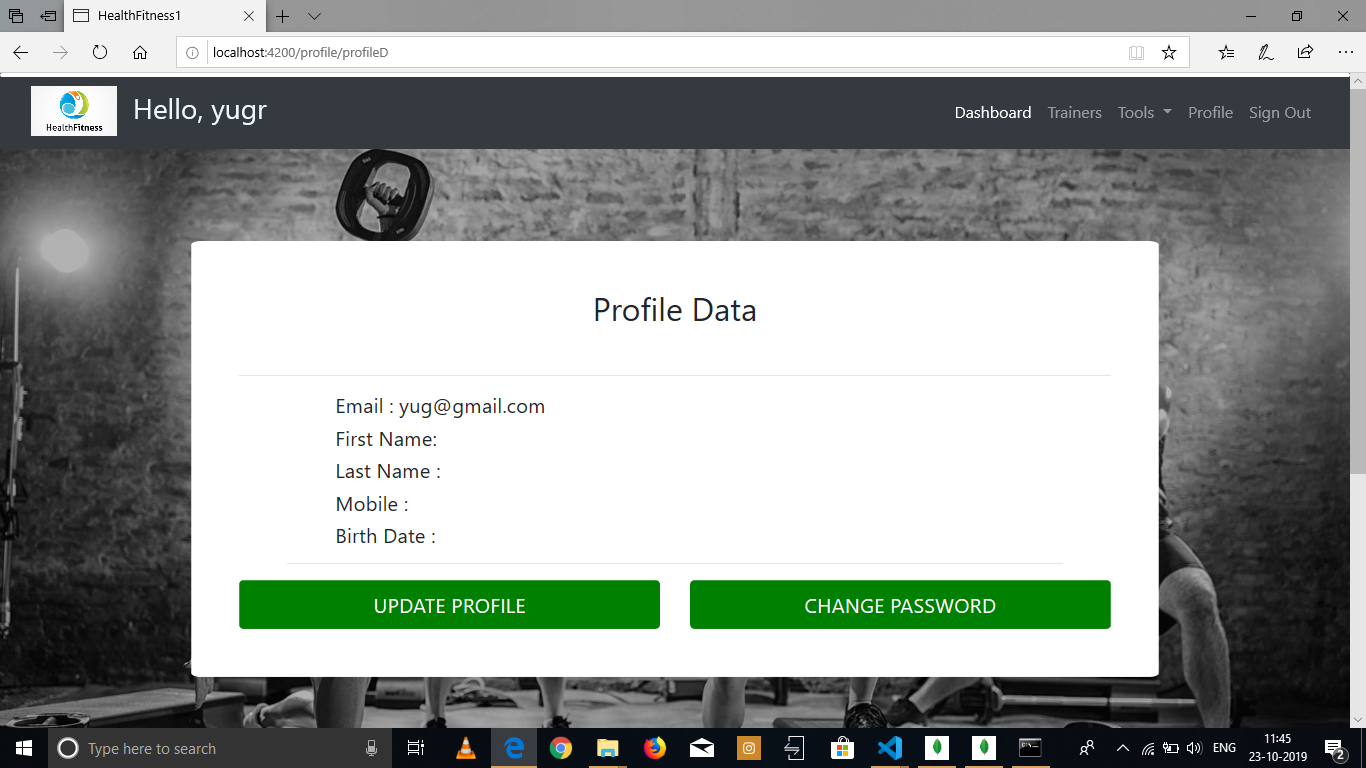 HealthFitness1
localhost:4200/profile/profileD
HealthFitness
Hello, yugr
Dashboard
Trainers
Tools
Profile
Sign Out
Profile Data
Email : yug@gmail.com
First Name:
Last Name :
Mobile :
Birth Date :
UPDATE PROFILE
CHANGE PASSWORD
Type here to search
ENG
11:45
23-10-2019
2